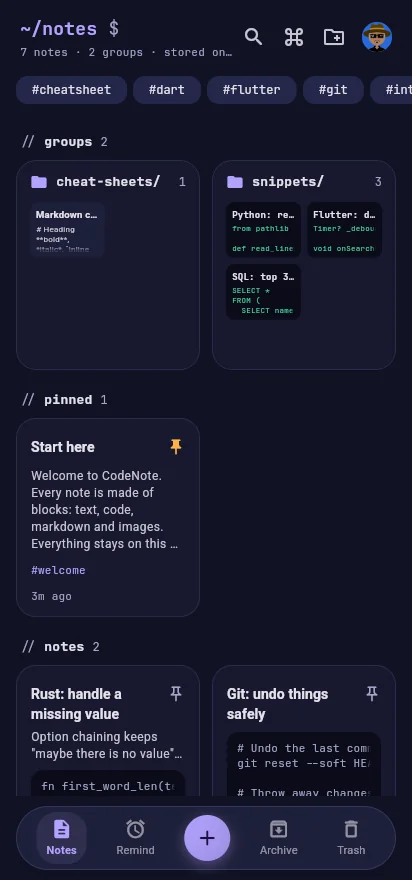 ~/notes $
7 notes · 2 groups · stored on…
#cheatsheet
#dart
#flutter
#git
// groups 2
cheat-sheets/ 1
Markdown c…
# Heading
**bold**,
snippets/ 3
Python: re…
from pathlib
def read_line
Flutter: d…
Timer? _debou
void onSearch
SQL: top 3…
SELECT *
FROM (
SELECT name
// pinned 1
Start here
Welcome to CodeNote.
Every note is made of
blocks: text, code,
markdown and images.
Everything stays on this …
#welcome
3m ago
// notes 2
Rust: handle a
missing value
Option chaining keeps
"maybe there is no value"…
fn first_word_len(t
Git: undo things
safely
# Undo the last com
git reset --soft HE
# Throw away change
Notes
Remind
+
Archive
Trash